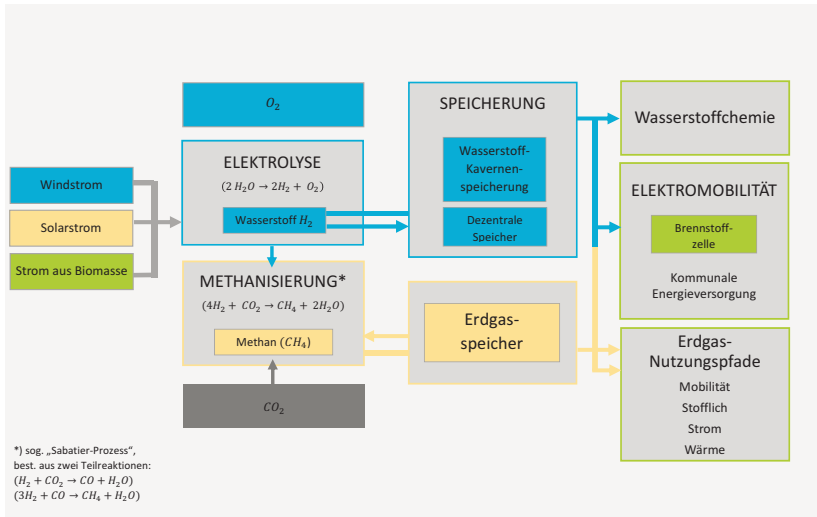 Windstrom
Solarstrom
Strom aus Biomasse
O₂
ELEKTROLYSE
(2 H₂O → 2H₂ + O₂)
Wasserstoff H₂
METHANISIERUNG*
(4H₂ + CO₂ → CH₄ + 2H₂O)
Methan (CH₄)
CO₂
SPEICHERUNG
Wasserstoff-
Kavernen-
speicherung
Dezentrale
Speicher
Erdgas-
speicher
Wasserstoffchemie
ELEKTROMOBILITÄT
Brennstoff-
zelle
Kommunale
Energieversorgung
Erdgas-
Nutzungspfade
Mobilität
Stofflich
Strom
Wärme
*) sog. „Sabatier-Prozess“,
best. aus zwei Teilreaktionen:
(H₂ + CO₂ → CO + H₂O)
(3H₂ + CO → CH₄ + H₂O)